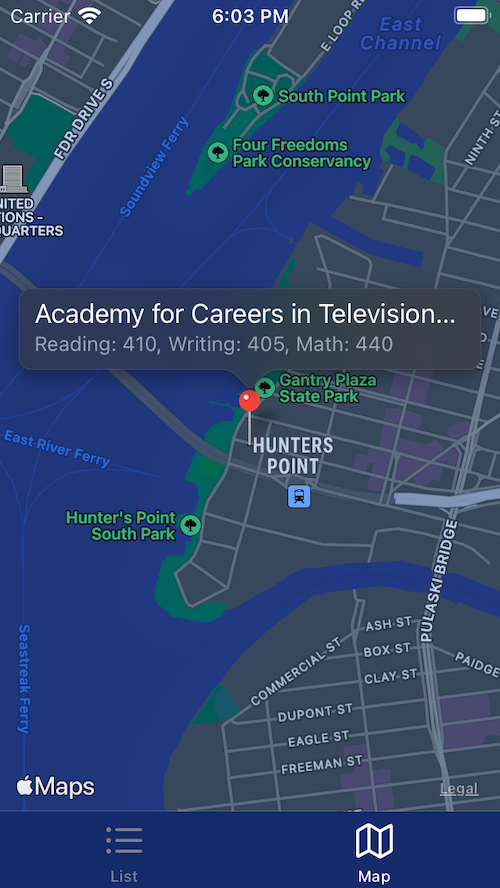 Carrier 6:03 PM
East
Channel
E LOOP R
South Point Park
FDR DRIVE S
Four Freedoms
Park Conservancy
NINTH ST
Soundview Ferry
NITED
TIONS -
QUARTERS
Academy for Careers in Television...
Reading: 410, Writing: 405, Math: 440
Gantry Plaza
State Park
HUNTERS
POINT
East River Ferry
Hunter's Point
South Park
PULASKI BRIDGE
Seastreak Ferry
ASH ST
BOX ST
CLAY ST
COMMERCIAL ST
PAIDGE
DUPONT ST
EAGLE ST
FREEMAN ST
Maps
Legal
List
Map